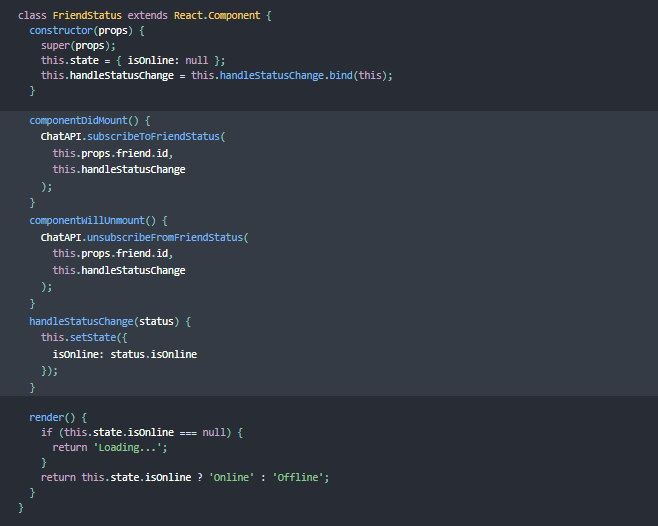 class FriendStatus extends React.Component {
  constructor(props) {
    super(props);
    this.state = { isOnline: null };
    this.handleStatusChange = this.handleStatusChange.bind(this);
  }

  componentDidMount() {
    ChatAPI.subscribeToFriendStatus(
      this.props.friend.id,
      this.handleStatusChange
    );
  }
  componentWillUnmount() {
    ChatAPI.unsubscribeFromFriendStatus(
      this.props.friend.id,
      this.handleStatusChange
    );
  }
  handleStatusChange(status) {
    this.setState({
      isOnline: status.isOnline
    });
  }

  render() {
    if (this.state.isOnline === null) {
      return 'Loading...';
    }
    return this.state.isOnline ? 'Online' : 'Offline';
  }
}